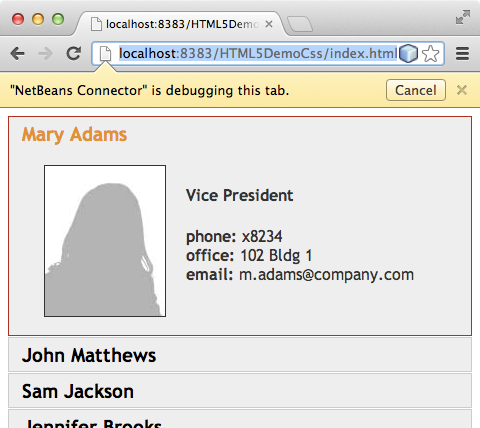 localhost:8383/HTML5Demo
localhost:8383/HTML5DemoCss/index.html
"NetBeans Connector" is debugging this tab.
Cancel
Mary Adams
Vice President
phone: x8234
office: 102 Bldg 1
email: m.adams@company.com
John Matthews
Sam Jackson
Jennifer Brooks